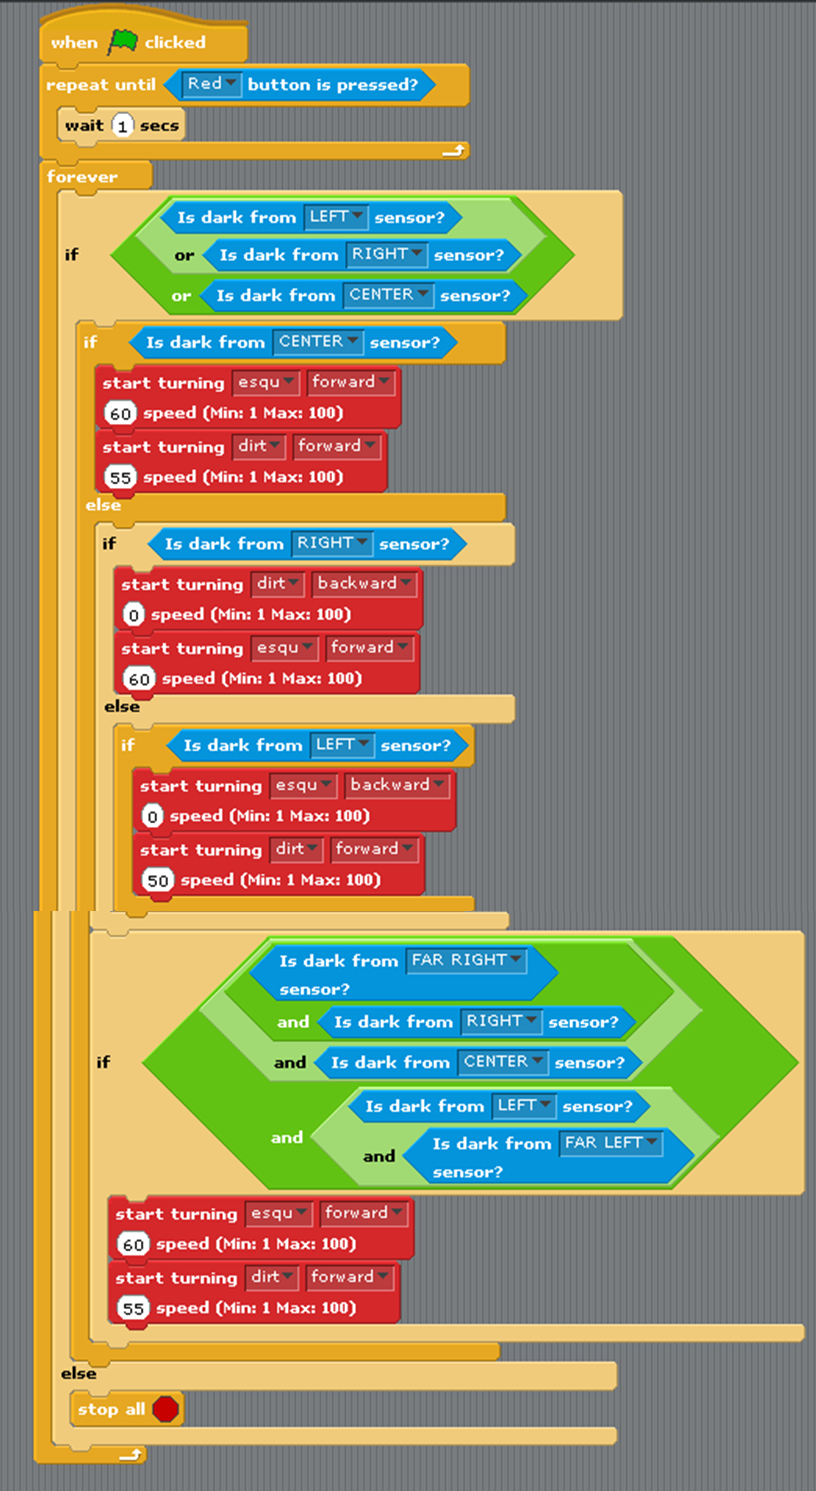 when clicked
repeat until Red button is pressed?
wait 1 secs
forever
Is dark from LEFT sensor?
if or Is dark from RIGHT sensor?
or Is dark from CENTER sensor?
if Is dark from CENTER sensor?
start turning esqu forward
60 speed (Min: 1 Max: 100)
start turning dirt forward
55 speed (Min: 1 Max: 100)
else
if Is dark from RIGHT sensor?
start turning dirt backward
0 speed (Min: 1 Max: 100)
start turning esqu forward
60 speed (Min: 1 Max: 100)
else
if Is dark from LEFT sensor?
start turning esqu backward
0 speed (Min: 1 Max: 100)
start turning dirt forward
50 speed (Min: 1 Max: 100)
Is dark from FAR RIGHT
sensor?
and Is dark from RIGHT sensor?
if and Is dark from CENTER sensor?
Is dark from LEFT sensor?
and
and Is dark from FAR LEFT
sensor?
start turning esqu forward
60 speed (Min: 1 Max: 100)
start turning dirt forward
55 speed (Min: 1 Max: 100)
else
stop all